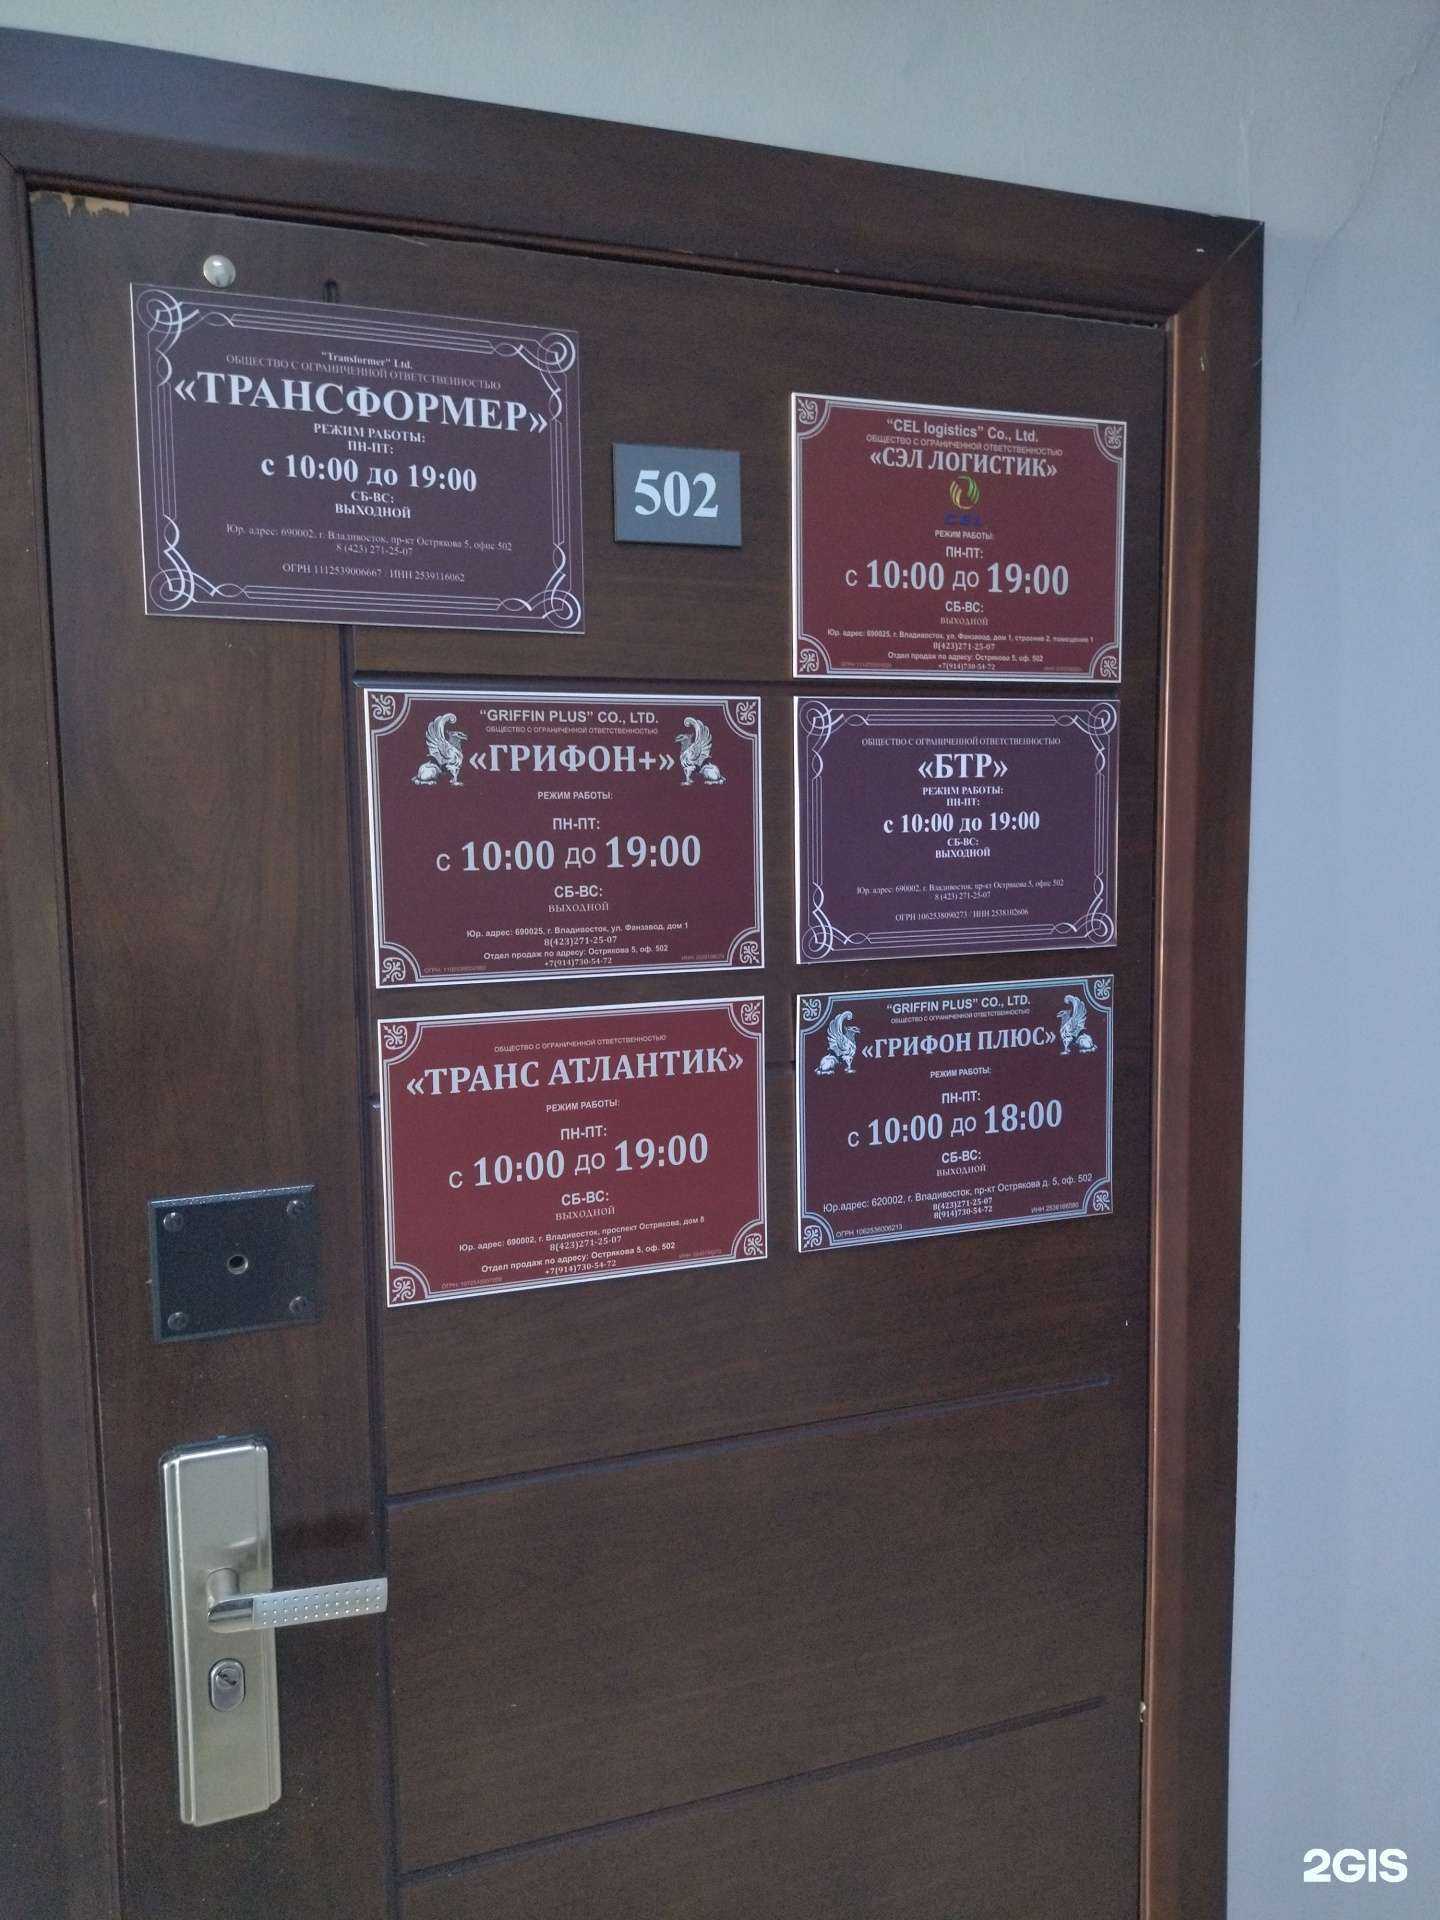 "Transformer" Ltd.
ОБЩЕСТВО С ОГРАНИЧЕННОЙ ОТВЕТСТВЕННОСТЬЮ
«ТРАНСФОРМЕР»
РЕЖИМ РАБОТЫ:
ПН-ПТ:
с 10:00 до 19:00
СБ-ВС:
ВЫХОДНОЙ
Юр. адрес: 690002, г. Владивосток, пр-кт Острякова 5, офис 502
8 (423) 271-25-07
ОГРН 1112539006667 / ИНН 2539116062
502
"CEL logistics" Co., Ltd.
ОБЩЕСТВО С ОГРАНИЧЕННОЙ ОТВЕТСТВЕННОСТЬЮ
«СЭЛ ЛОГИСТИК»
CEL
РЕЖИМ РАБОТЫ:
ПН-ПТ:
с 10:00 до 19:00
СБ-ВС:
ВЫХОДНОЙ
Юр. адрес: 690025, г. Владивосток, ул. Фанзавод, дом 1, строение 2, помещение 1
8(423)271-25-07
Отдел продаж по адресу: Острякова 5, оф. 502
+7(914)730-54-72
"GRIFFIN PLUS" CO., LTD.
ОБЩЕСТВО С ОГРАНИЧЕННОЙ ОТВЕТСТВЕННОСТЬЮ
«ГРИФОН+»
РЕЖИМ РАБОТЫ:
ПН-ПТ:
с 10:00 до 19:00
СБ-ВС:
ВЫХОДНОЙ
Юр. адрес: 690025, г. Владивосток, ул. Фанзавод, дом 1
8(423)271-25-07
Отдел продаж по адресу: Острякова 5, оф. 502
+7(914)730-54-72
ОБЩЕСТВО С ОГРАНИЧЕННОЙ ОТВЕТСТВЕННОСТЬЮ
«БТР»
РЕЖИМ РАБОТЫ:
ПН-ПТ:
с 10:00 до 19:00
СБ-ВС:
ВЫХОДНОЙ
Юр. адрес: 690002, г. Владивосток, пр-кт Острякова 5, офис 502
8 (423) 271-25-07
ОГРН 1062538090273 / ИНН 2538102606
ОБЩЕСТВО С ОГРАНИЧЕННОЙ ОТВЕТСТВЕННОСТЬЮ
«ТРАНС АТЛАНТИК»
РЕЖИМ РАБОТЫ:
ПН-ПТ:
с 10:00 до 19:00
СБ-ВС:
ВЫХОДНОЙ
Юр. адрес: 690002, г. Владивосток, проспект Острякова, дом 8
8(423)271-25-07
Отдел продаж по адресу: Острякова 5, оф. 502
+7(914)730-54-72
"GRIFFIN PLUS" CO., LTD.
ОБЩЕСТВО С ОГРАНИЧЕННОЙ ОТВЕТСТВЕННОСТЬЮ
«ГРИФОН ПЛЮС»
РЕЖИМ РАБОТЫ:
ПН-ПТ:
с 10:00 до 18:00
СБ-ВС:
ВЫХОДНОЙ
Юр.адрес: 620002, г. Владивосток, пр-кт Острякова д. 5, оф. 502
8(423)271-25-07
8(914)730-54-72
ОГРН 1062536006213
2GIS